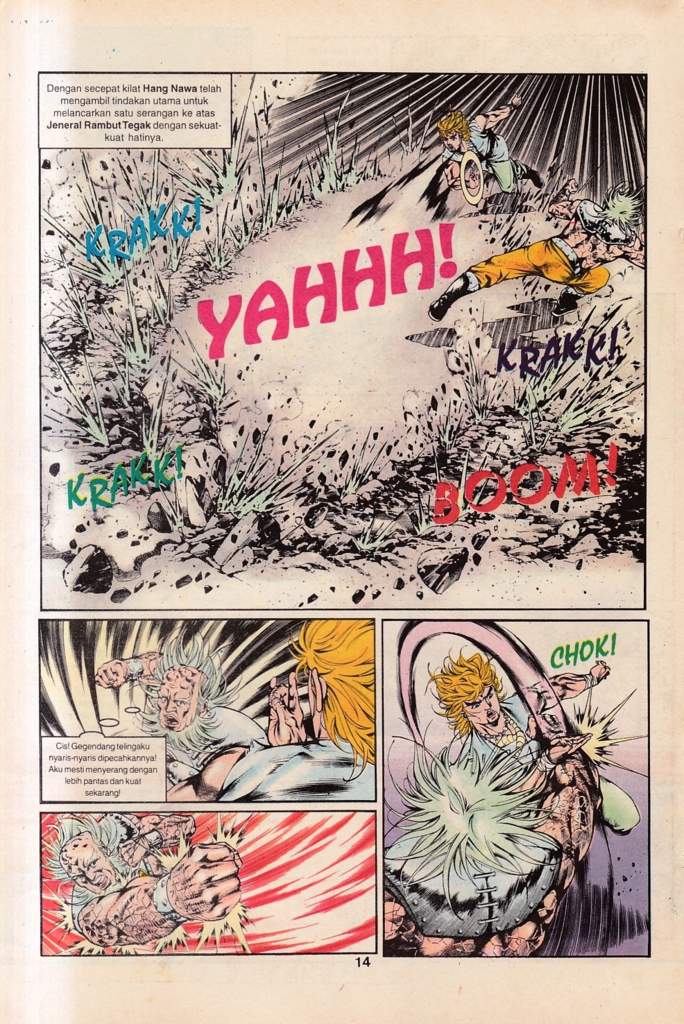 Dengan secepat kilat Hang Nawa telah
mengambil tindakan utama untuk
melancarkan satu serangan ke atas
Jeneral Rambut Tegak dengan sekuat-
kuat hatinya.
KRAKK!
YAHHH!
KRAKK!
KRAKK!
BOOM!
Cis! Gegendang telingaku
nyaris-nyaris dipecahkannya!
Aku mesti menyerang dengan
lebih pantas dan kuat
sekarang!
CHOK!
14